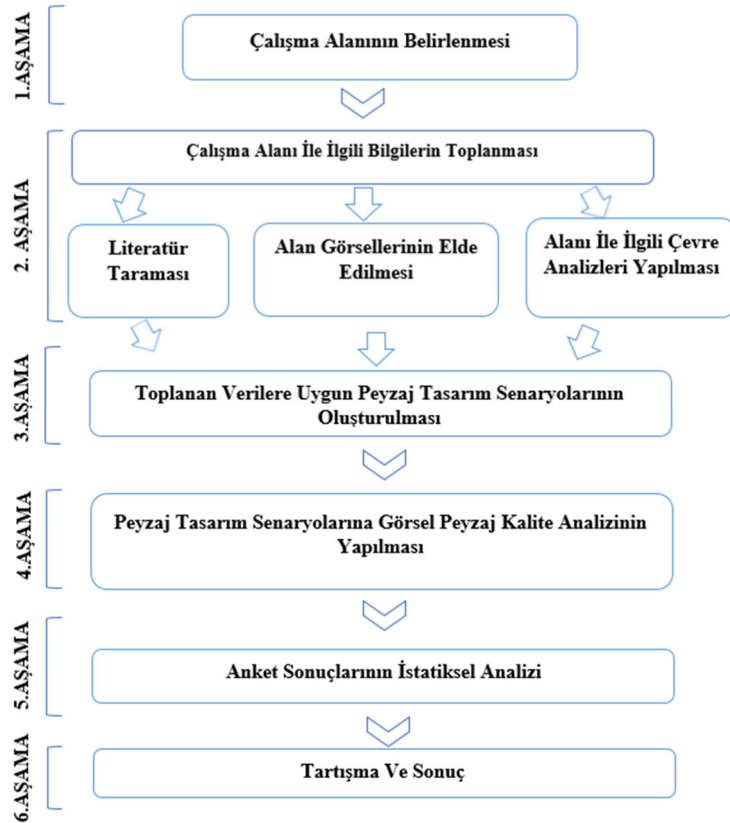 1.AŞAMA
Çalışma Alanının Belirlenmesi
2. AŞAMA
Çalışma Alanı İle İlgili Bilgilerin Toplanması
Literatür
Taraması
Alan Görsellerinin Elde
Edilmesi
Alanı İle İlgili Çevre
Analizleri Yapılması
3.AŞAMA
Toplanan Verilere Uygun Peyzaj Tasarım Senaryolarının
Oluşturulması
4.AŞAMA
Peyzaj Tasarım Senaryolarına Görsel Peyzaj Kalite Analizinin
Yapılması
5.AŞAMA
Anket Sonuçlarının İstatiksel Analizi
6.AŞAMA
Tartışma Ve Sonuç